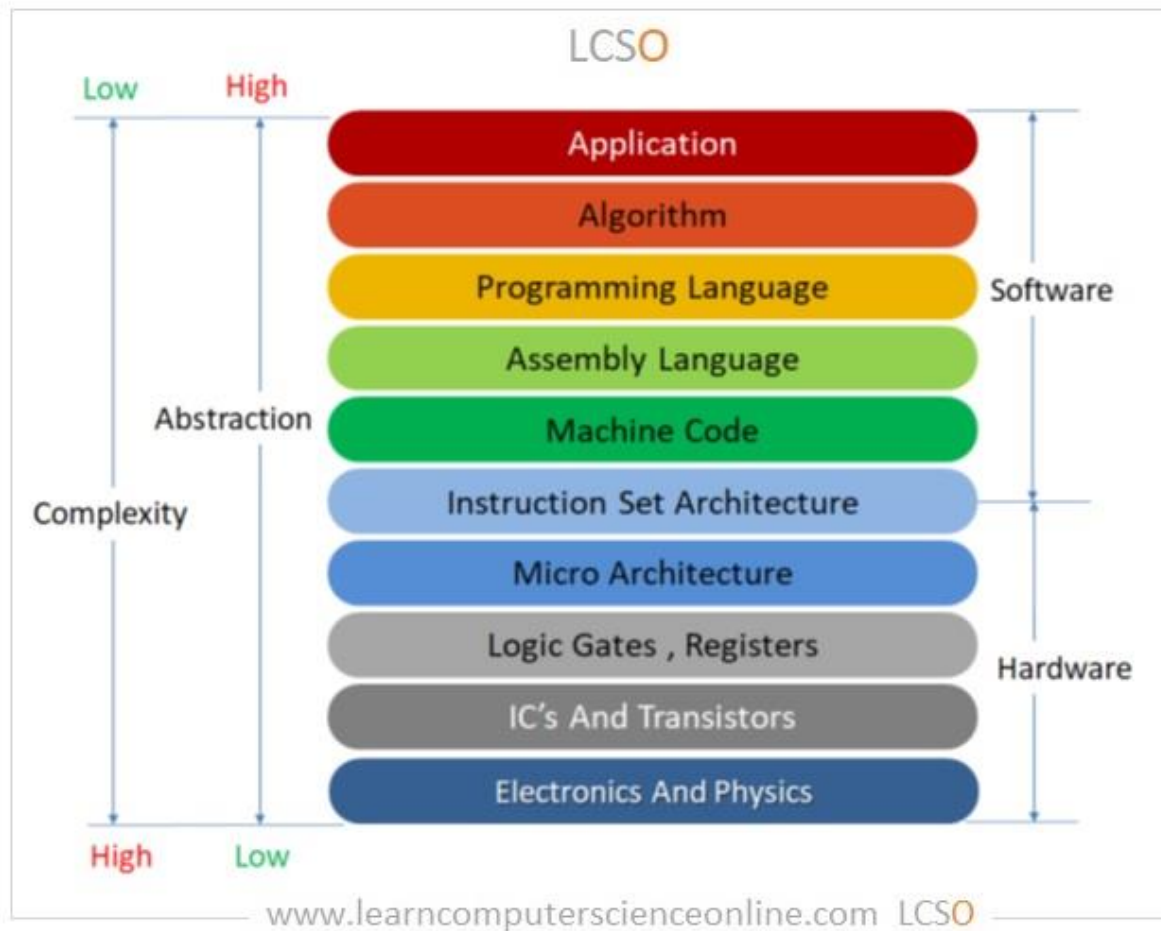 LCSO
Low High
Application
Algorithm
Programming Language
Software
Assembly Language
Abstraction
Machine Code
Complexity
Instruction Set Architecture
Micro Architecture
Logic Gates , Registers
Hardware
IC’s And Transistors
Electronics And Physics
High Low
www.learncomputerscienceonline.com LCSO